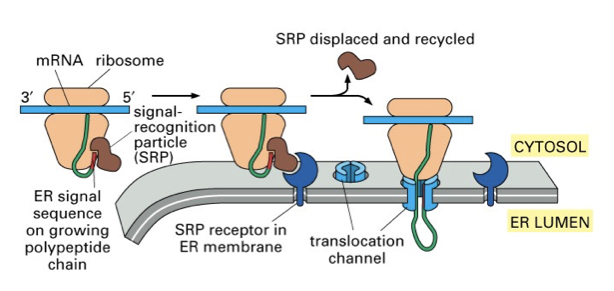 SRP displaced and recycled
mRNA ribosome
3′
5′
signal-
recognition
particle
(SRP)
CYTOSOL
ER LUMEN
ER signal
sequence
on growing
polypeptide
chain
SRP receptor in
ER membrane
translocation
channel